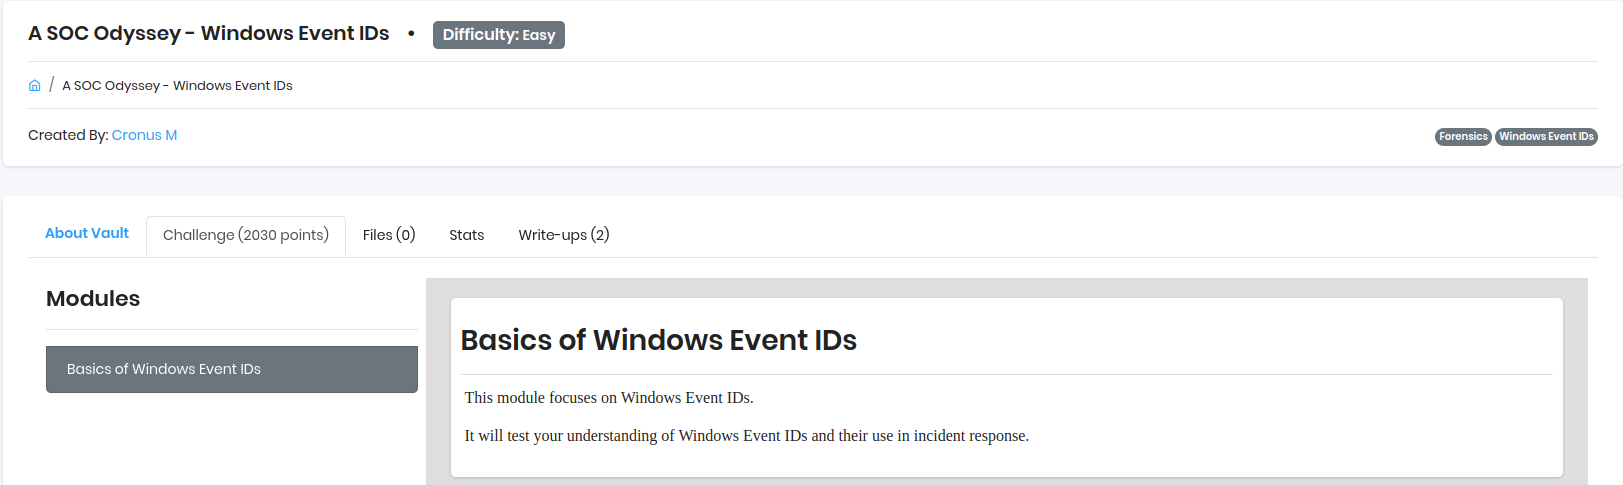 A SOC Odyssey - Windows Event IDs • Difficulty: Easy
/ A SOC Odyssey - Windows Event IDs
Created By: Cronus M
Forensics Windows Event IDs
About Vault Challenge (2030 points) Files (0) Stats Write-ups (2)
Modules
Basics of Windows Event IDs
Basics of Windows Event IDs
This module focuses on Windows Event IDs.
It will test your understanding of Windows Event IDs and their use in incident response.